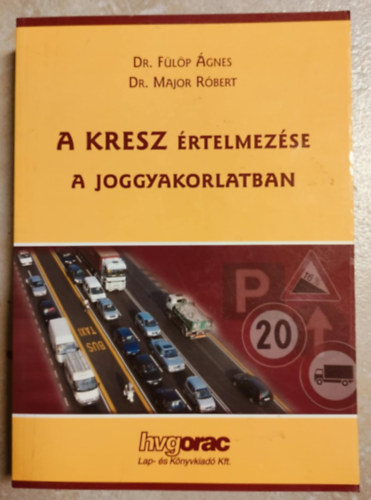 Dr. Fülöp Ágnes
Dr. Major Róbert
A KRESZ értelmezése
a joggyakorlatban
BUS
TAXI
P
20
hvgorac
Lap- és Könyvkiadó Kft.